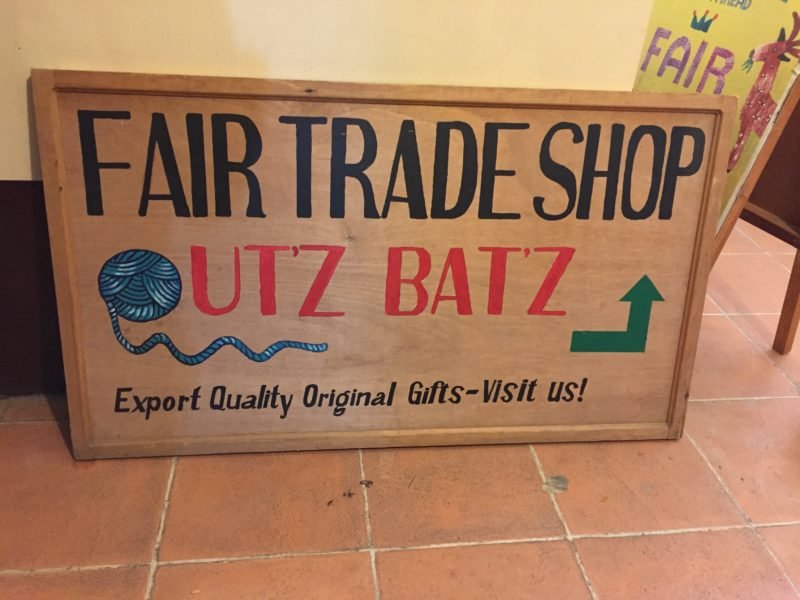 FAIR TRADE SHOP
UT'Z BAT'Z
Export Quality Original Gifts-Visit us!
FAIR